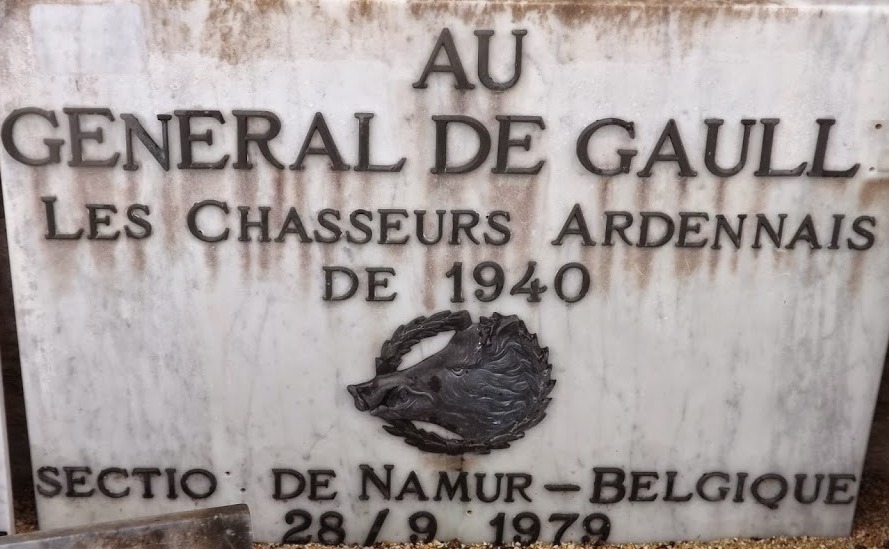 AU
GENERAL DE GAULL
LES CHASSEURS ARDENNAIS
DE 1940
SECTIO DE NAMUR – BELGIQUE
28 / 9 1979